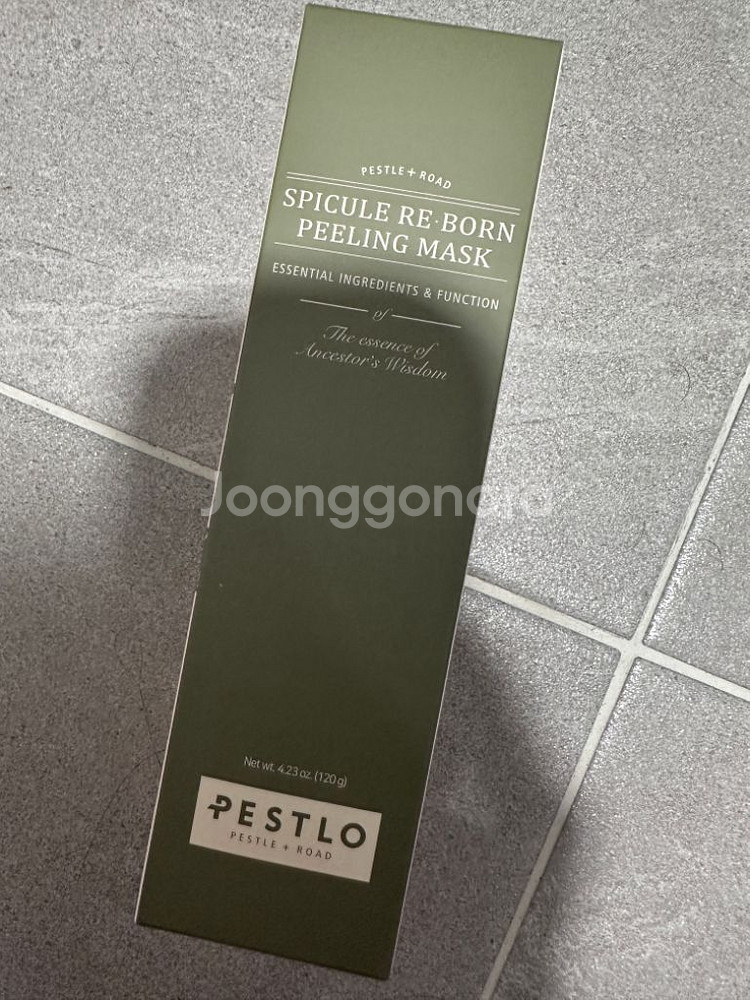 PESTLE + ROAD
SPICULE RE·BORN
PEELING MASK
ESSENTIAL INGREDIENTS & FUNCTION
of
The essence of
Ancestor's Wisdom
Joonggonara
Net wt. 4.23 oz. (120 g)
PESTLO
PESTLE + ROAD